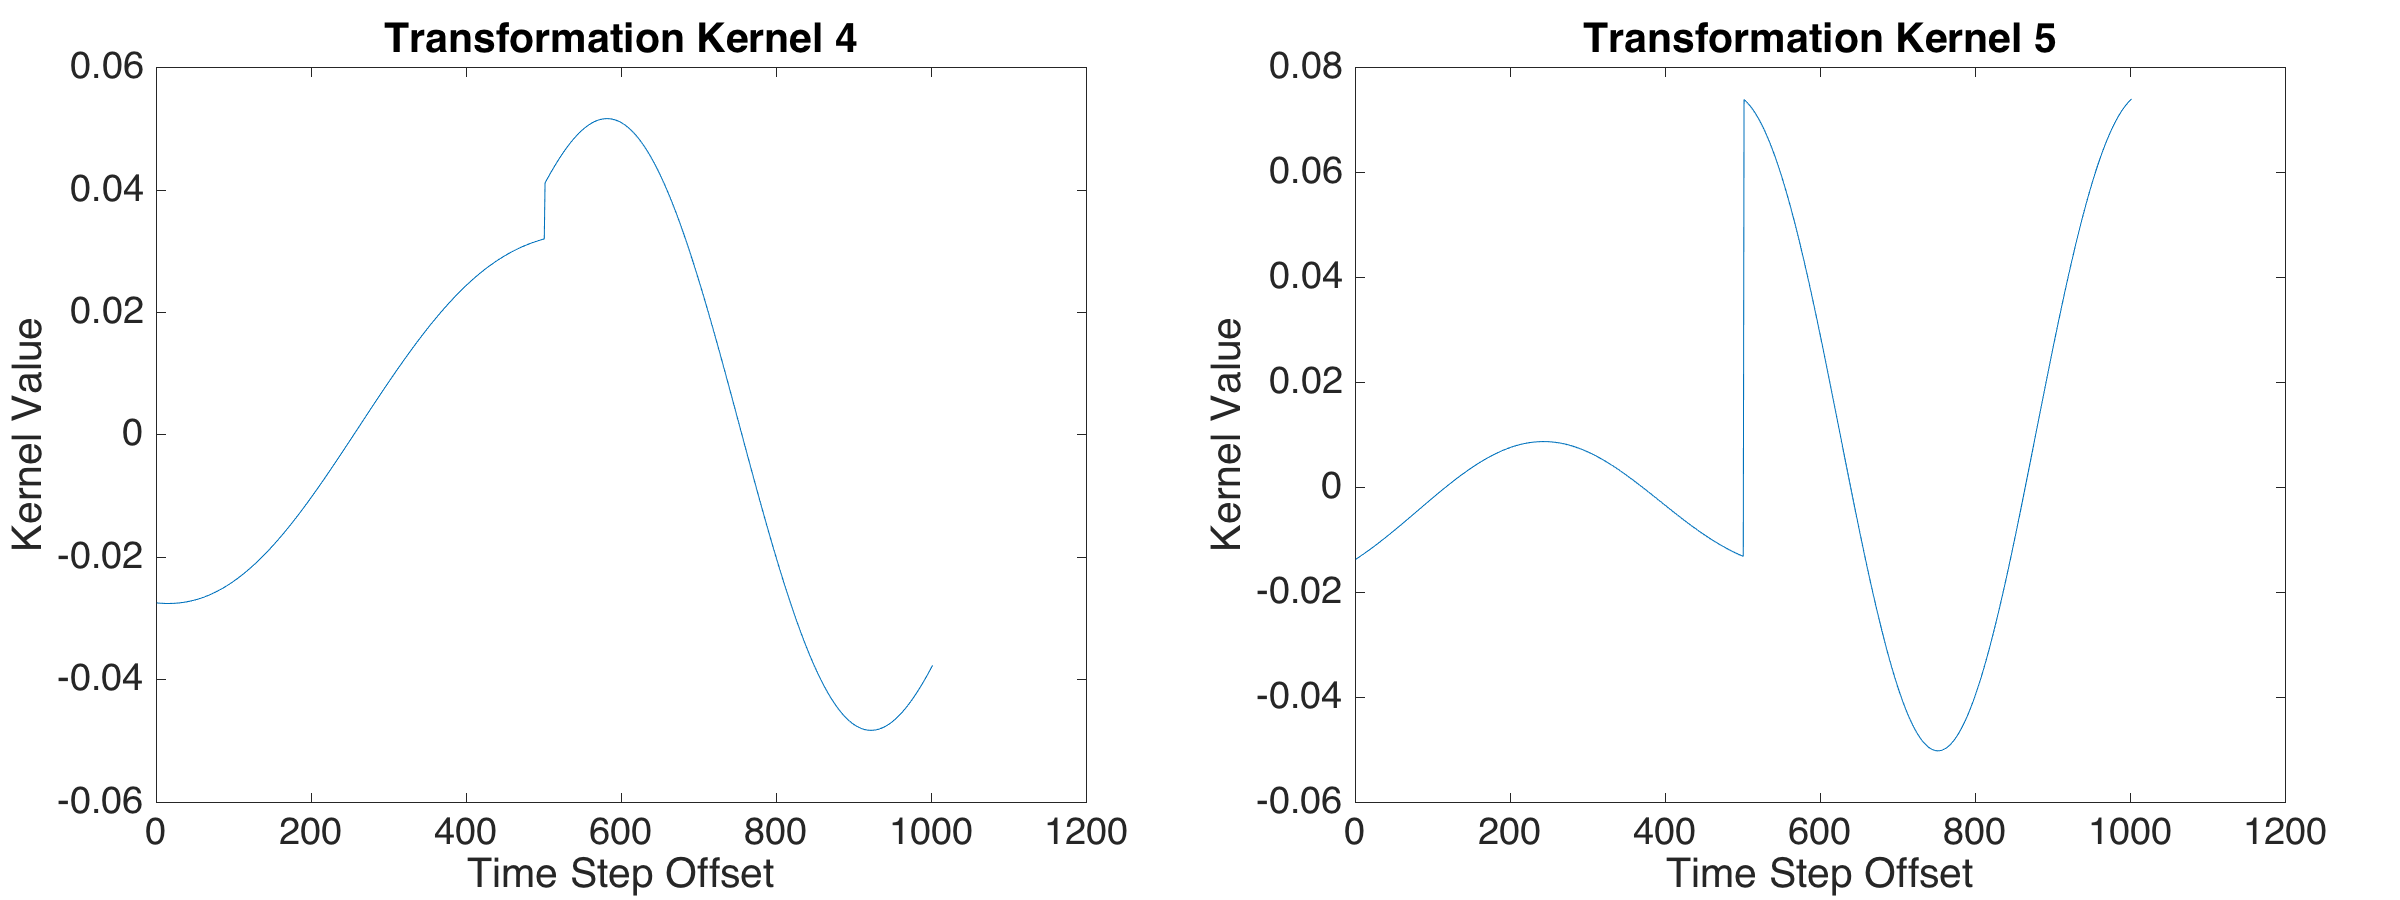 Transformation Kernel 4
0.06
0.04
0.02
0
-0.02
-0.04
-0.06
Kernel Value
0 200 400 600 800 1000 1200
Time Step Offset
Transformation Kernel 5
0.08
0.06
0.04
0.02
0
-0.02
-0.04
-0.06
Kernel Value
0 200 400 600 800 1000 1200
Time Step Offset